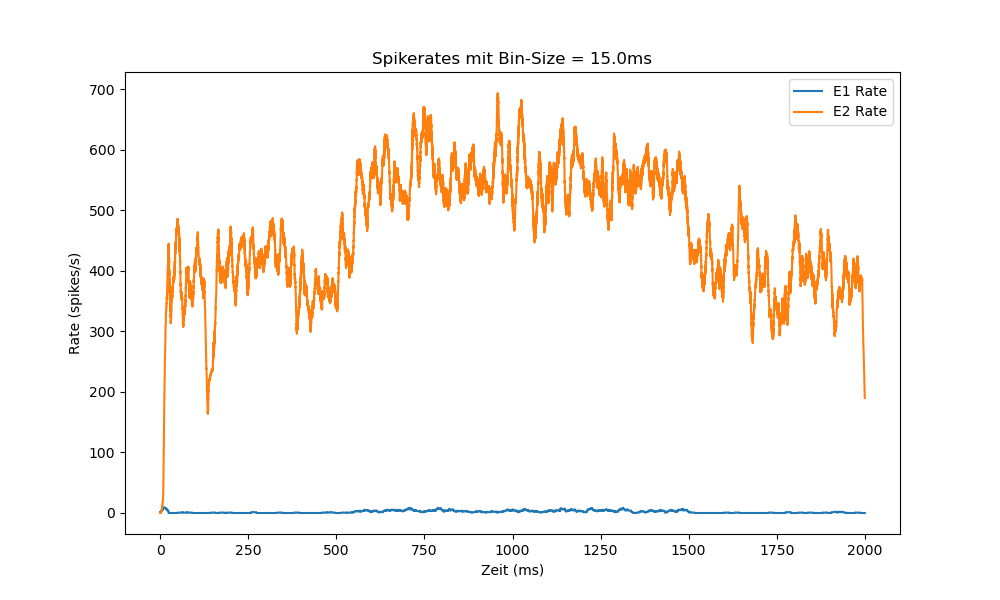 Spikerates mit Bin-Size = 15.0ms
E1 Rate
E2 Rate
700
600
500
400
300
200
100
0
Rate (spikes/s)
0 250 500 750 1000 1250 1500 1750 2000
Zeit (ms)